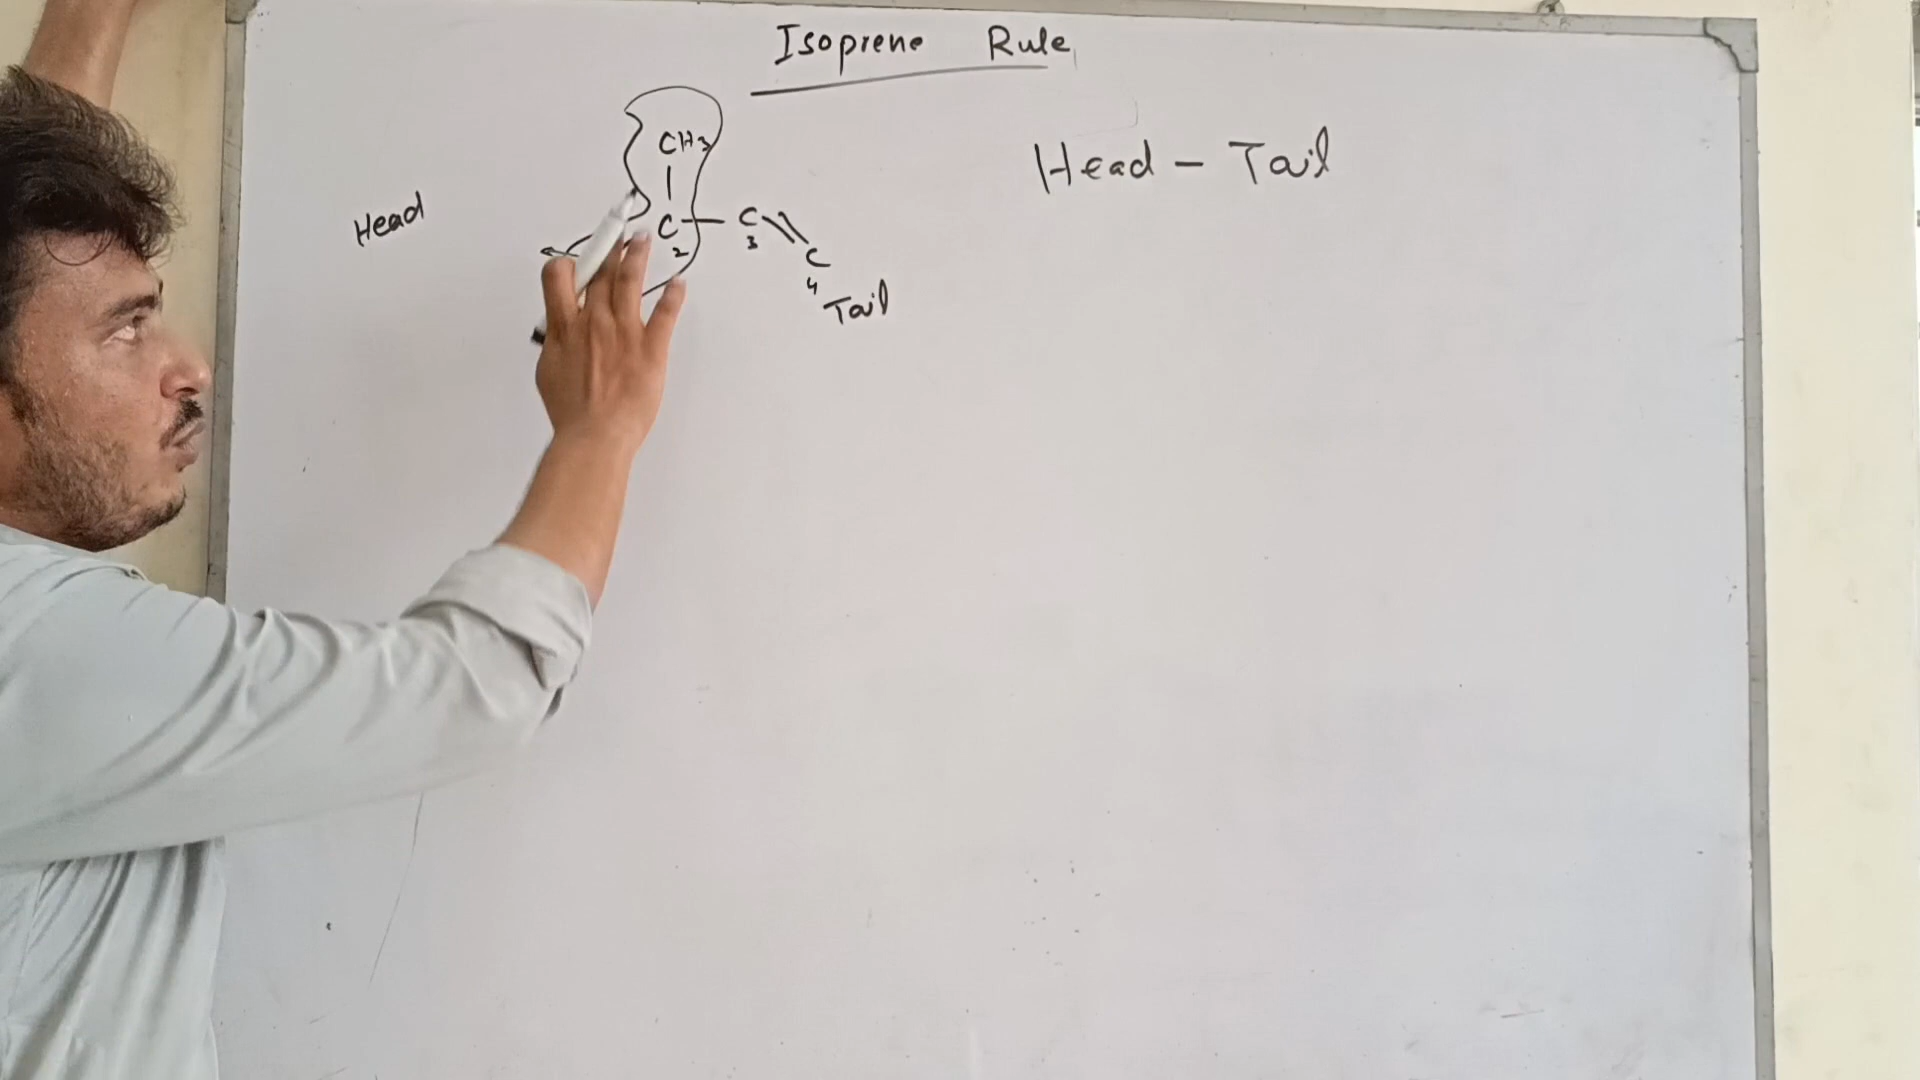 Isoprene Rule
CH3
Head - Tail
Head
C - C C
2 3
4
Tail